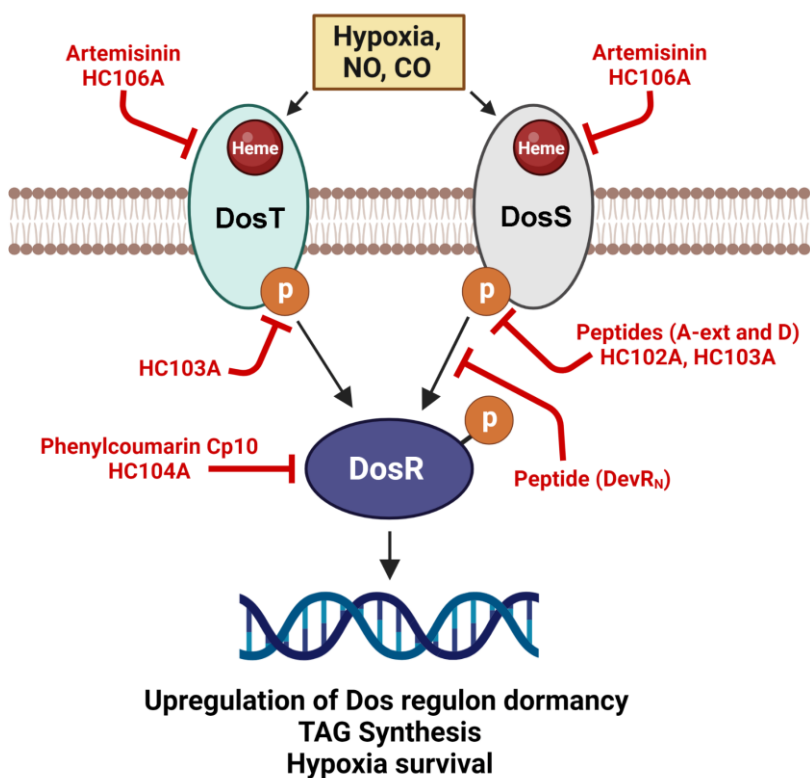 Hypoxia,
NO, CO
Artemisinin
HC106A
Artemisinin
HC106A
Heme
Heme
DosT
DosS
p
p
HC103A
Peptides (A-ext and D)
HC102A, HC103A
p
Phenylcoumarin Cp10
HC104A
DosR
Peptide (DevRN)
Upregulation of Dos regulon dormancy
TAG Synthesis
Hypoxia survival